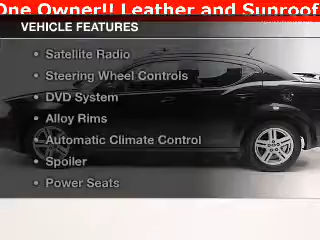 One Owner!! Leather and Sunroof
VEHICLE FEATURES
• Satellite Radio
• Steering Wheel Controls
• DVD System
• Alloy Rims
• Automatic Climate Control
• Spoiler
• Power Seats